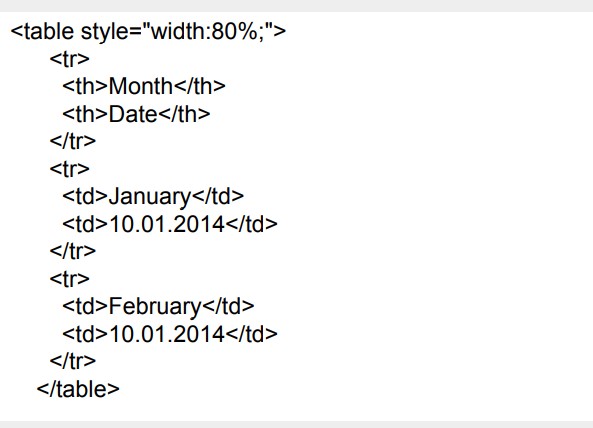 <table style="width:80%;">
<tr>
<th>Month</th>
<th>Date</th>
</tr>
<tr>
<td>January</td>
<td>10.01.2014</td>
</tr>
<tr>
<td>February</td>
<td>10.01.2014</td>
</tr>
</table>